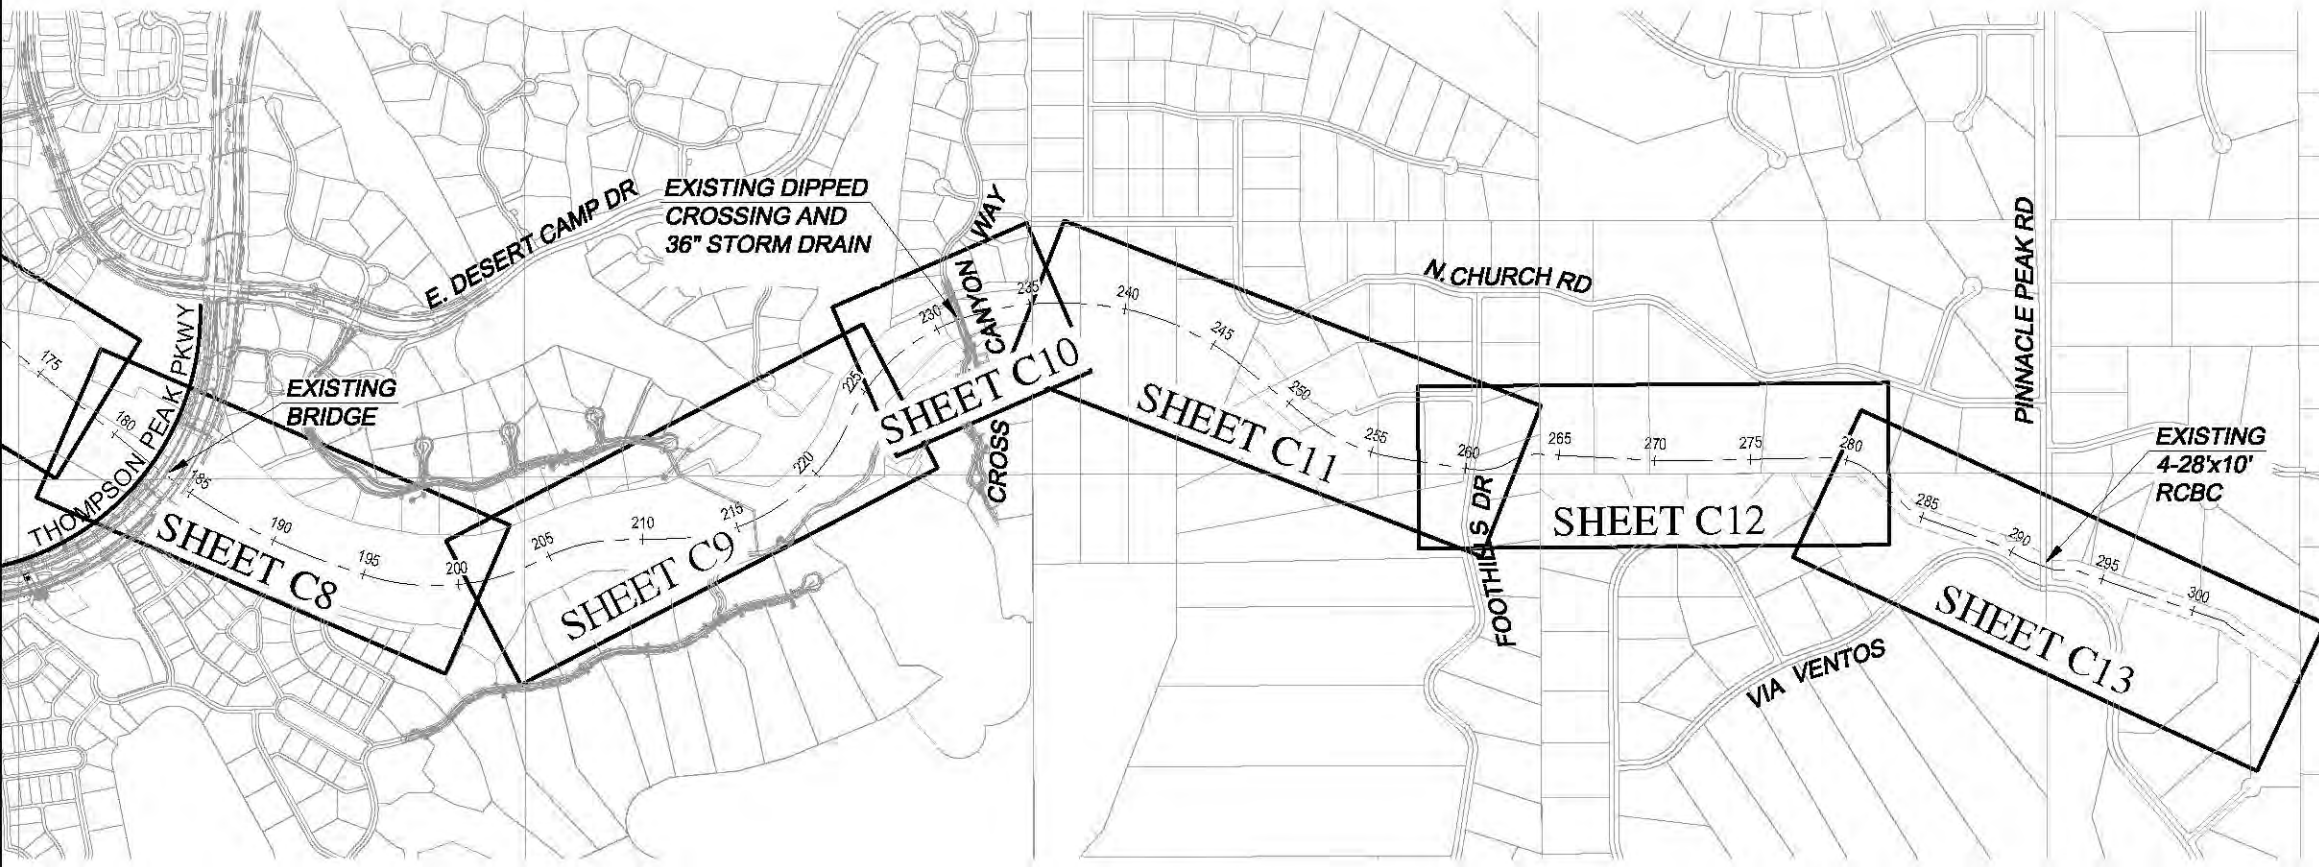 E. DESERT CAMP DR
EXISTING DIPPED
CROSSING AND
36" STORM DRAIN
CROSS CANYON WAY
N. CHURCH RD
PINNACLE PEAK RD
THOMPSON PEAK PKWY
EXISTING
BRIDGE
EXISTING
4-28'x10'
RCBC
FOOTHILLS DR
VIA VENTOS
SHEET C8
SHEET C9
SHEET C10
SHEET C11
SHEET C12
SHEET C13
175
180
185
190
195
200
205
210
215
220
225
230
235
240
245
250
255
260
265
270
275
280
285
290
295
300